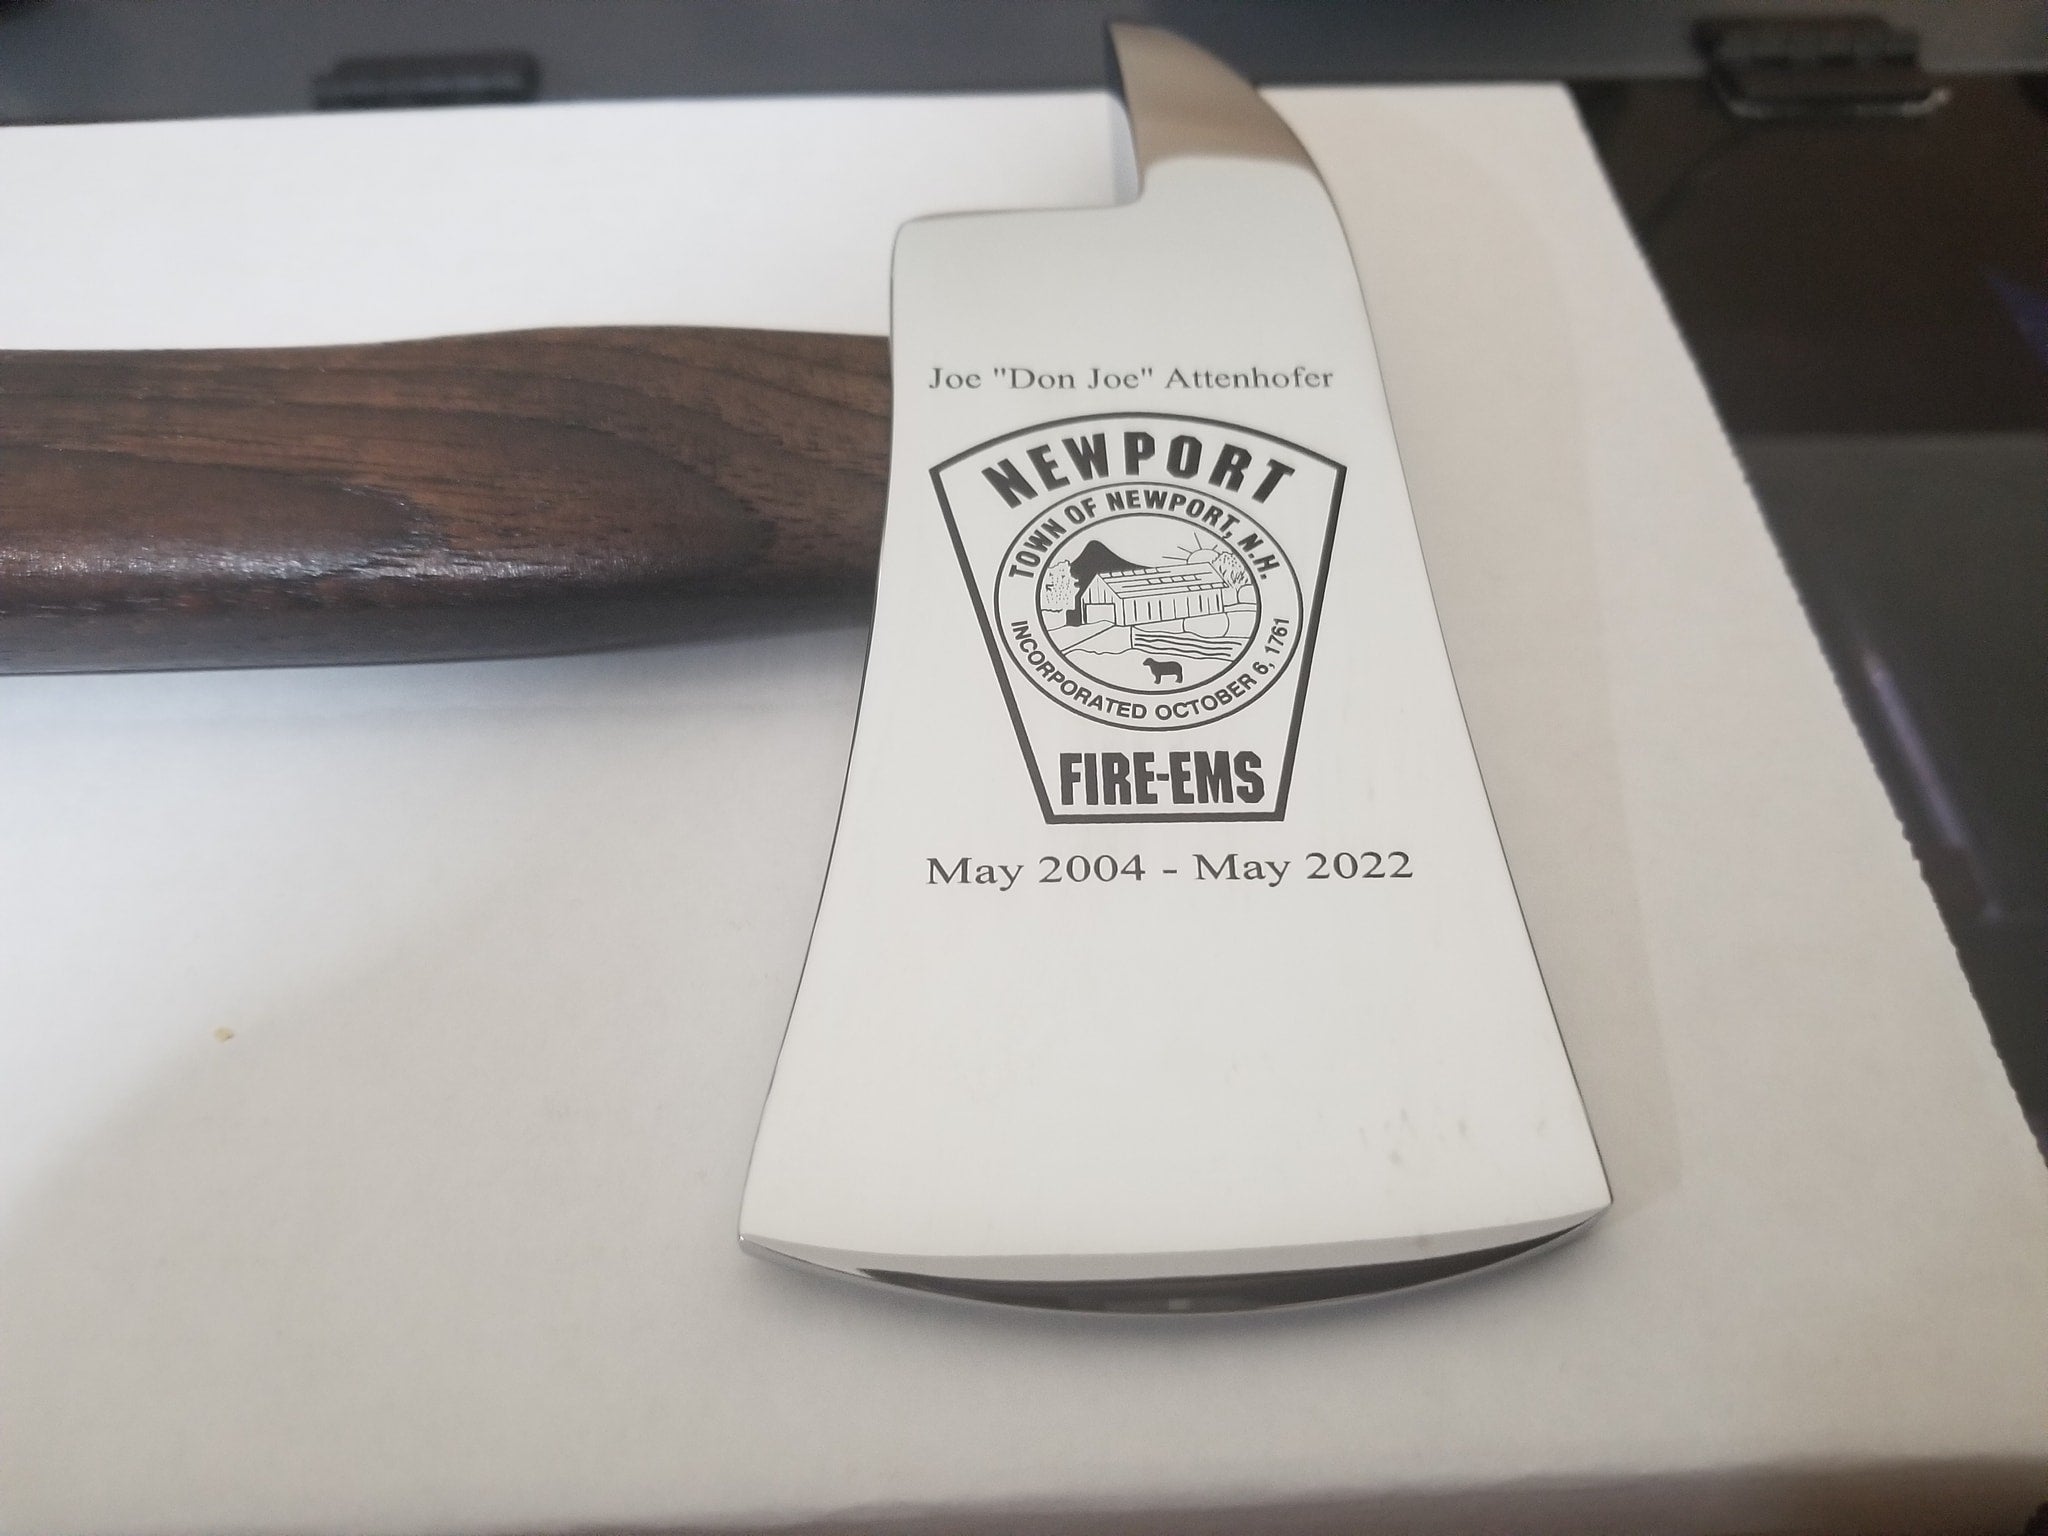 Joe "Don Joe" Attenhofer
NEWPORT
TOWN OF NEWPORT, N.H.
INCORPORATED OCTOBER 6, 1761
FIRE-EMS
May 2004 - May 2022